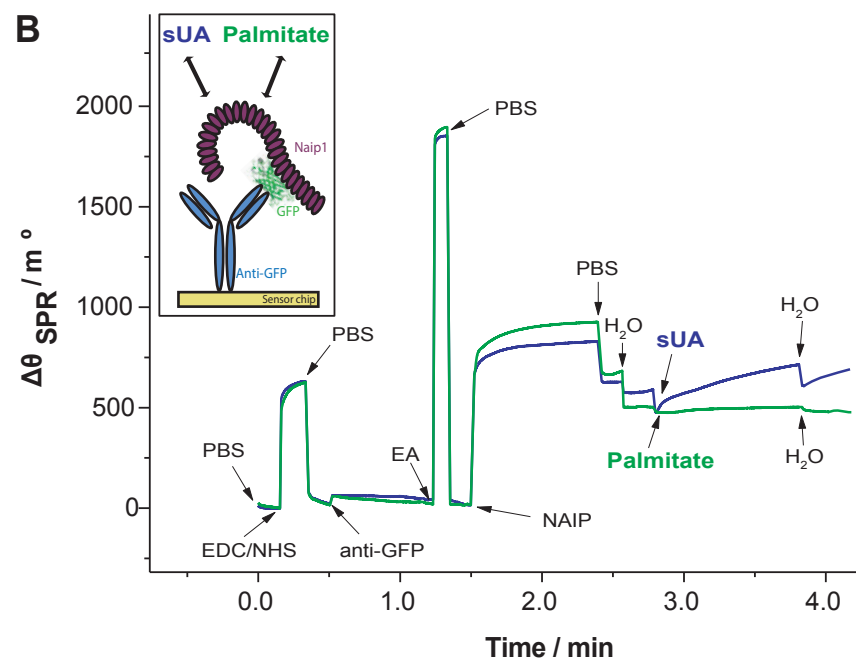 B
sUA Palmitate
Naip1
GFP
Anti-GFP
Sensor chip
PBS
PBS
PBS
H₂O
H₂O
sUA
PBS
EA
Palmitate
H₂O
NAIP
EDC/NHS
anti-GFP
2000
1500
1000
500
0
Δθ SPR / m º
0.0 1.0 2.0 3.0 4.0
Time / min